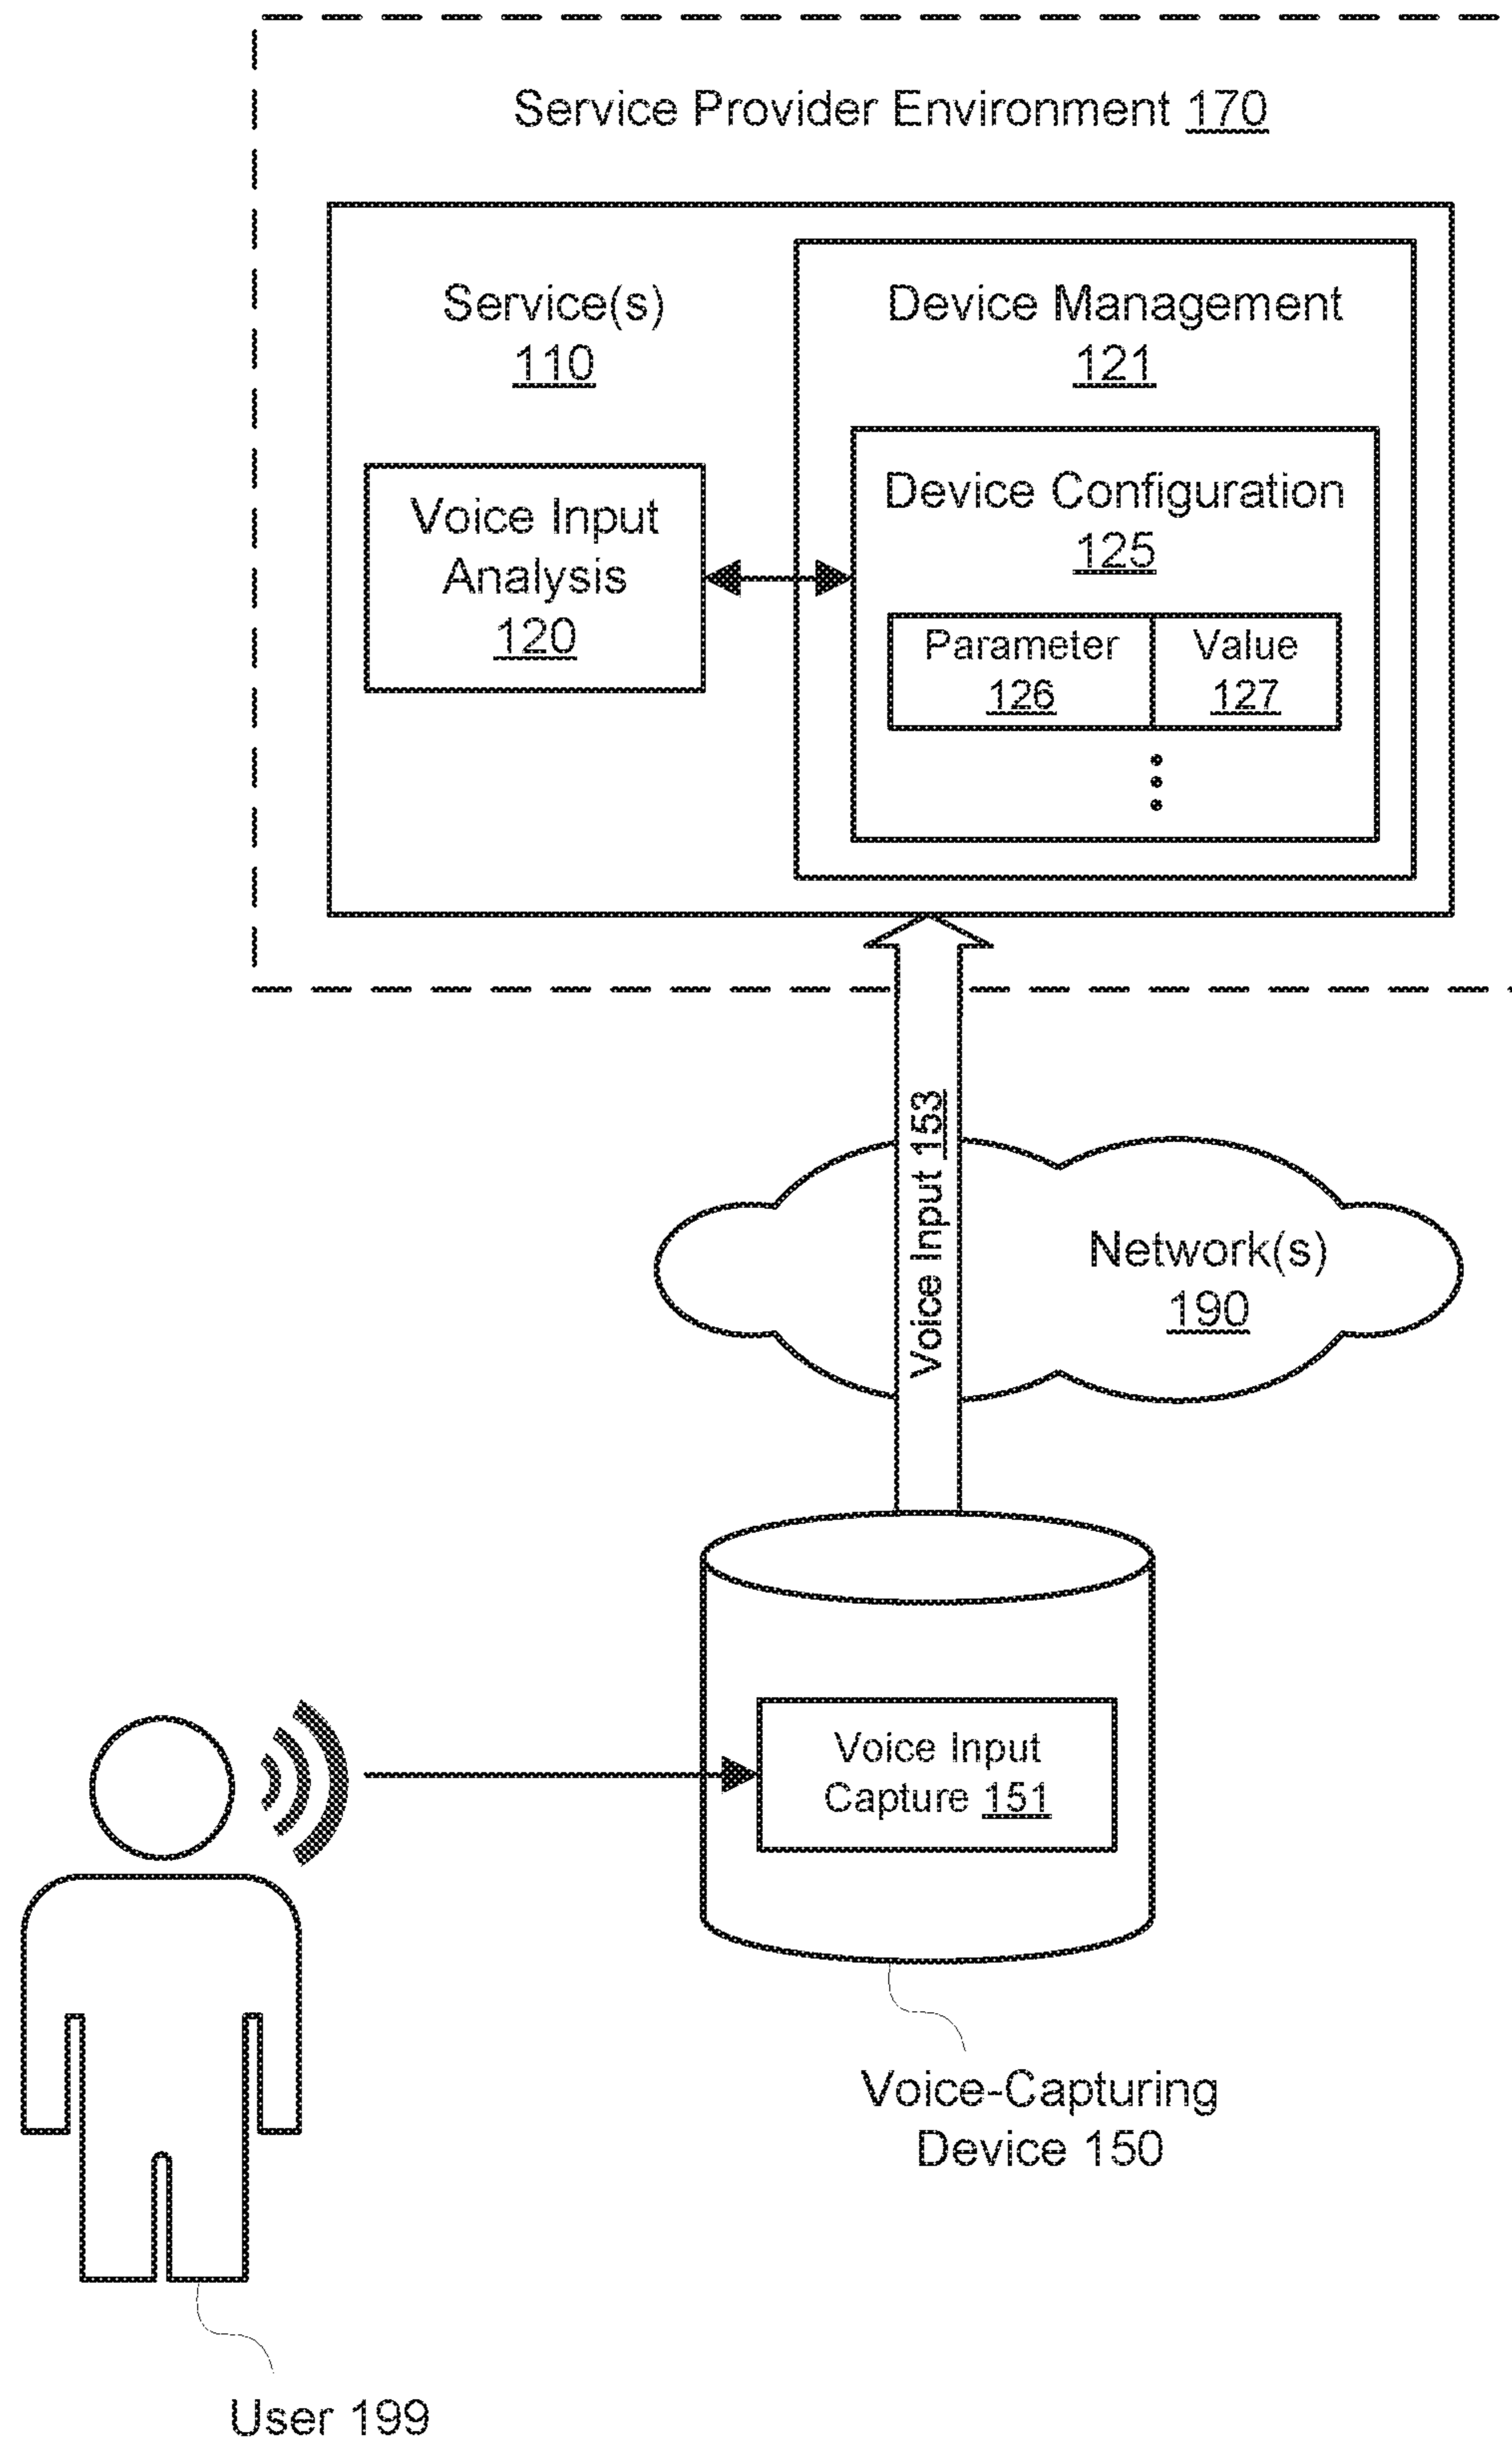 Service Provider Environment 170
Service(s)
110
Device Management
121
Device Configuration
125
Voice Input
Analysis
120
Parameter
126
Value
127
Voice Input 153
Network(s)
190
Voice Input
Capture 151
Voice-Capturing
Device 150
User 199